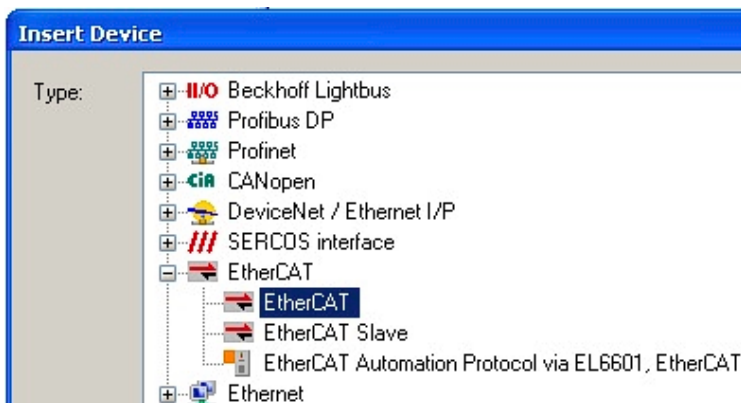 Insert Device
Type:
II/O Beckhoff Lightbus
Profibus DP
Profinet
CiA CANopen
DeviceNet / Ethernet I/P
SERCOS interface
EtherCAT
EtherCAT
EtherCAT Slave
EtherCAT Automation Protocol via EL6601, EtherCAT
Ethernet